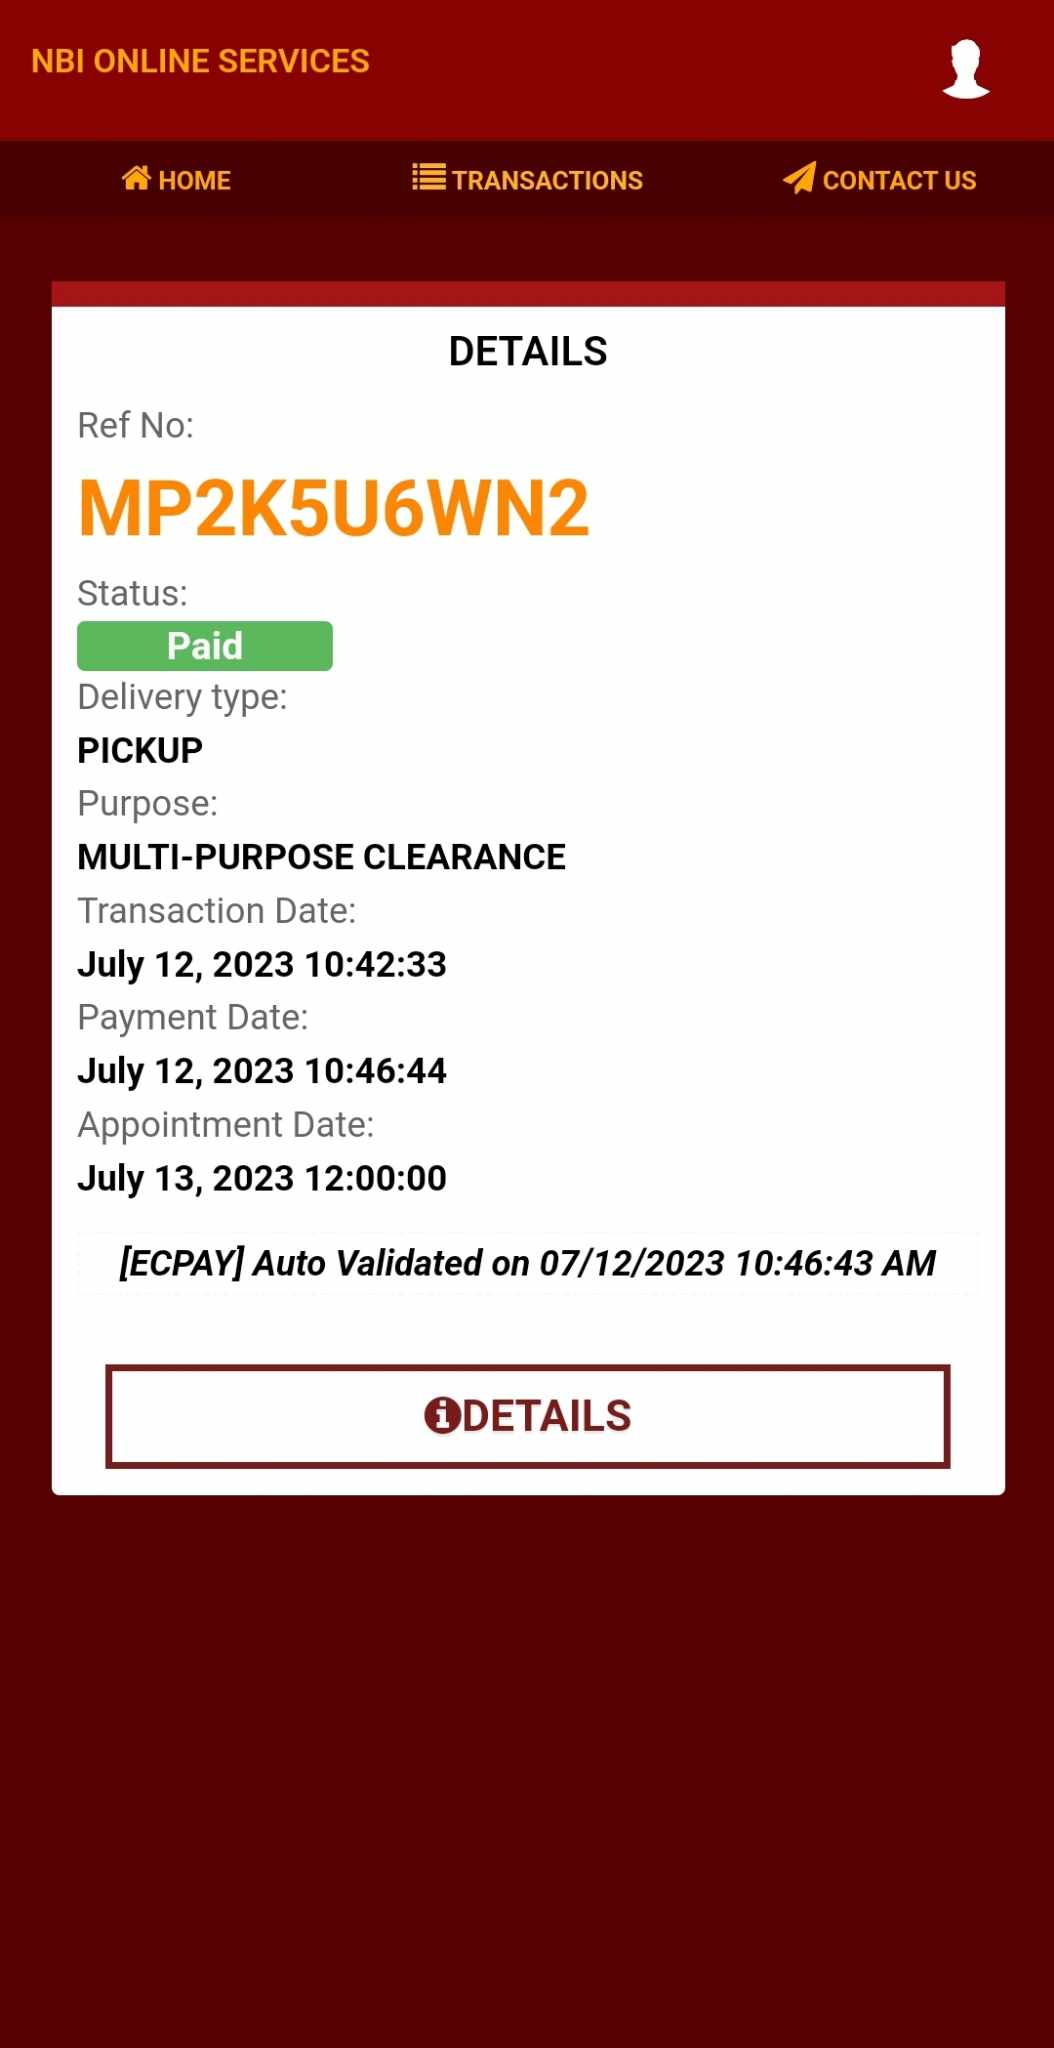 NBI ONLINE SERVICES
HOME
TRANSACTIONS
CONTACT US
DETAILS
Ref No:
MP2K5U6WN2
Status:
Paid
Delivery type:
PICKUP
Purpose:
MULTI-PURPOSE CLEARANCE
Transaction Date:
July 12, 2023 10:42:33
Payment Date:
July 12, 2023 10:46:44
Appointment Date:
July 13, 2023 12:00:00
[ECPAY] Auto Validated on 07/12/2023 10:46:43 AM
DETAILS